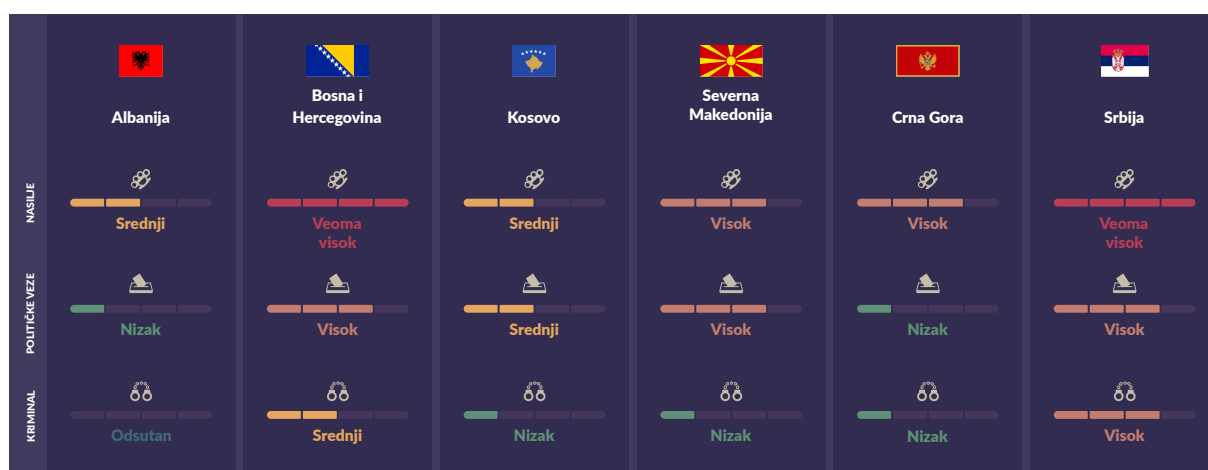 Albanija
Bosna i
Hercegovina
Kosovo
Severna
Makedonija
Crna Gora
Srbija
NASILJE
Srednji
Veoma
visok
Srednji
Visok
Visok
Veoma
visok
POLITIČKE VEZE
Nizak
Visok
Srednji
Visok
Nizak
Visok
KRIMINAL
Odsutan
Srednji
Nizak
Nizak
Nizak
Visok